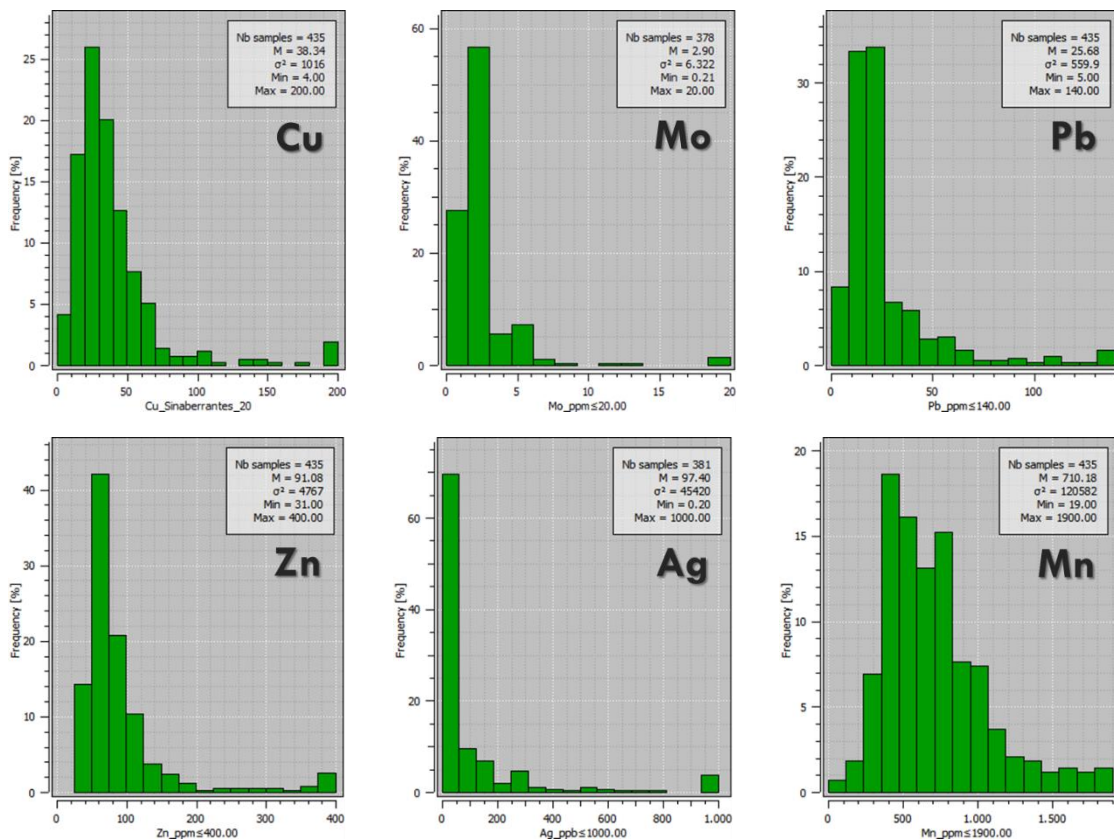 Nb samples = 435
M = 38.34
σ² = 1016
Min = 4.00
Max = 200.00
Cu
Frequency [%]
25
20
15
10
5
0
0
50
100
150
200
Cu_Sinaberrantes_20
Nb samples = 378
M = 2.90
σ² = 6.322
Min = 0.21
Max = 20.00
Mo
Frequency [%]
60
40
20
0
0
5
10
15
20
Mo_ppm≤20.00
Nb samples = 435
M = 25.68
σ² = 559.9
Min = 5.00
Max = 140.00
Pb
Frequency [%]
30
20
10
0
0
50
100
Pb_ppm≤140.00
Nb samples = 435
M = 91.08
σ² = 4767
Min = 31.00
Max = 400.00
Zn
Frequency [%]
40
30
20
10
0
0
100
200
300
400
Zn_ppm≤400.00
Nb samples = 381
M = 97.40
σ² = 45420
Min = 0.20
Max = 1000.00
Ag
Frequency [%]
60
40
20
0
0
200
400
600
800
1.000
Ag_ppb≤1000.00
Nb samples = 435
M = 710.18
σ² = 120582
Min = 19.00
Max = 1900.00
Mn
Frequency [%]
20
15
10
5
0
0
500
1.000
1.500
Mn_ppm≤1900.00